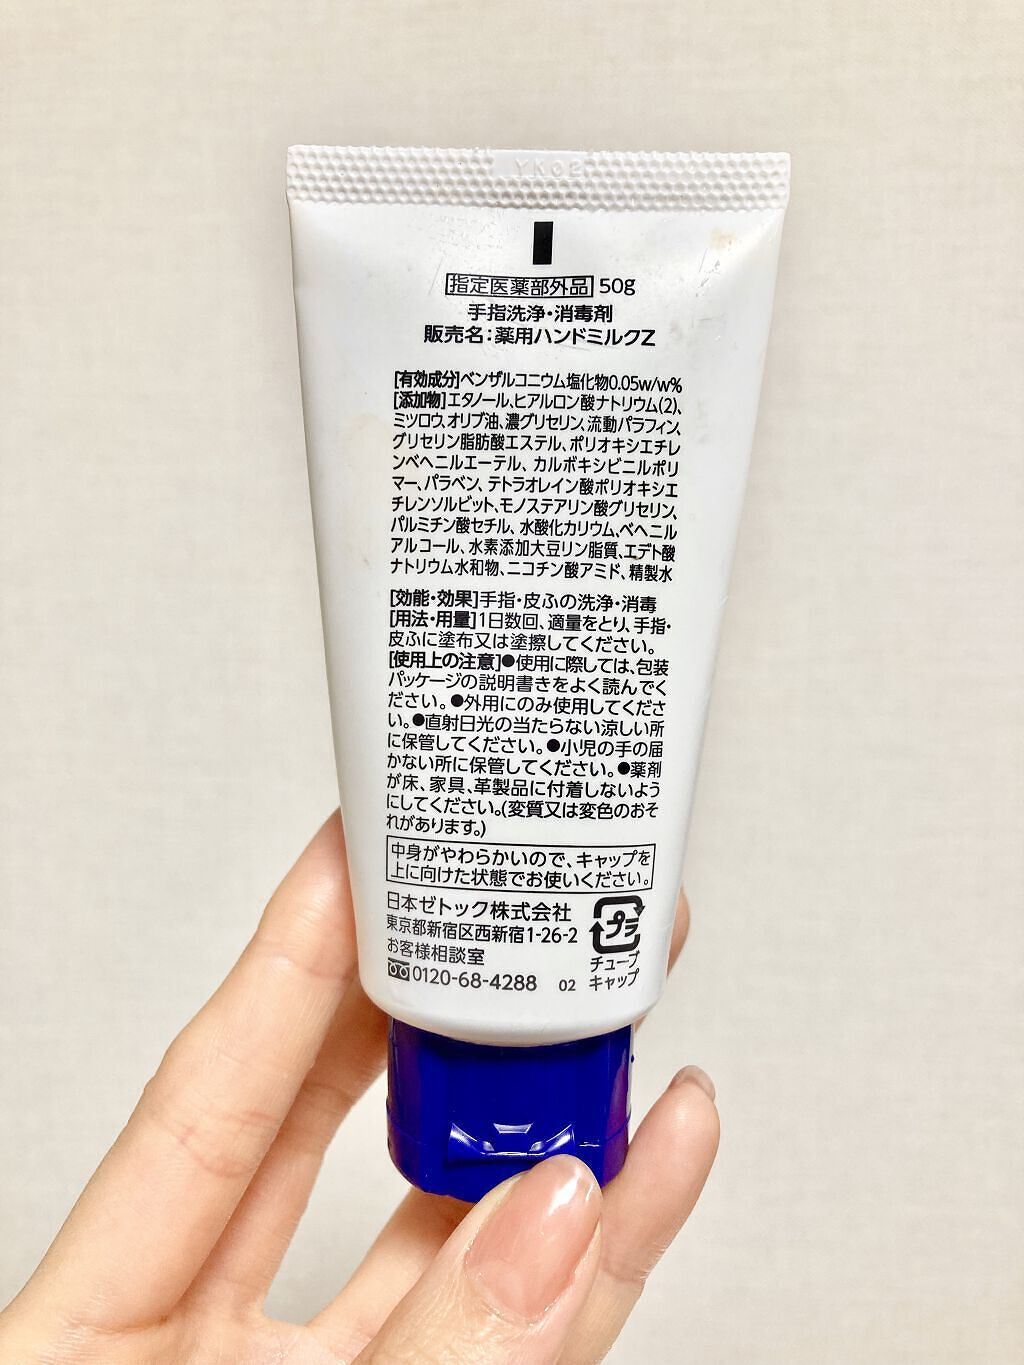 YK02
指定医薬部外品 50g
手指洗浄・消毒剤
販売名：薬用ハンドミルクZ
[有効成分]ベンザルコニウム塩化物0.05w/w%
[添加物]エタノール、ヒアルロン酸ナトリウム(2)、
ミツロウ、オリブ油、濃グリセリン、流動パラフィン、
グリセリン脂肪酸エステル、ポリオキシエチレ
ンベヘニルエーテル、カルボキシビニルポリ
マー、パラベン、テトラオレイン酸ポリオキシエ
チレンソルビット、モノステアリン酸グリセリン、
パルミチン酸セチル、水酸化カリウム、ベヘニル
アルコール、水素添加大豆リン脂質、エデト酸
ナトリウム水和物、ニコチン酸アミド、精製水
[効能・効果]手指・皮ふの洗浄・消毒
[用法・用量]1日数回、適量をとり、手指・
皮ふに塗布又は塗擦してください。
[使用上の注意]●使用に際しては、包装
パッケージの説明書きをよく読んでく
ださい。●外用にのみ使用してくださ
い。●直射日光の当たらない涼しい所
に保管してください。●小児の手の届
かない所に保管してください。●薬剤
が床、家具、革製品に付着しないよう
にしてください。(変質又は変色のおそ
れがあります。)
中身がやわらかいので、キャップを
上に向けた状態でお使いください。
日本ゼトック株式会社
東京都新宿区西新宿1-26-2
お客様相談室
0120-68-4288
02
プラ
チューブ
キャップ